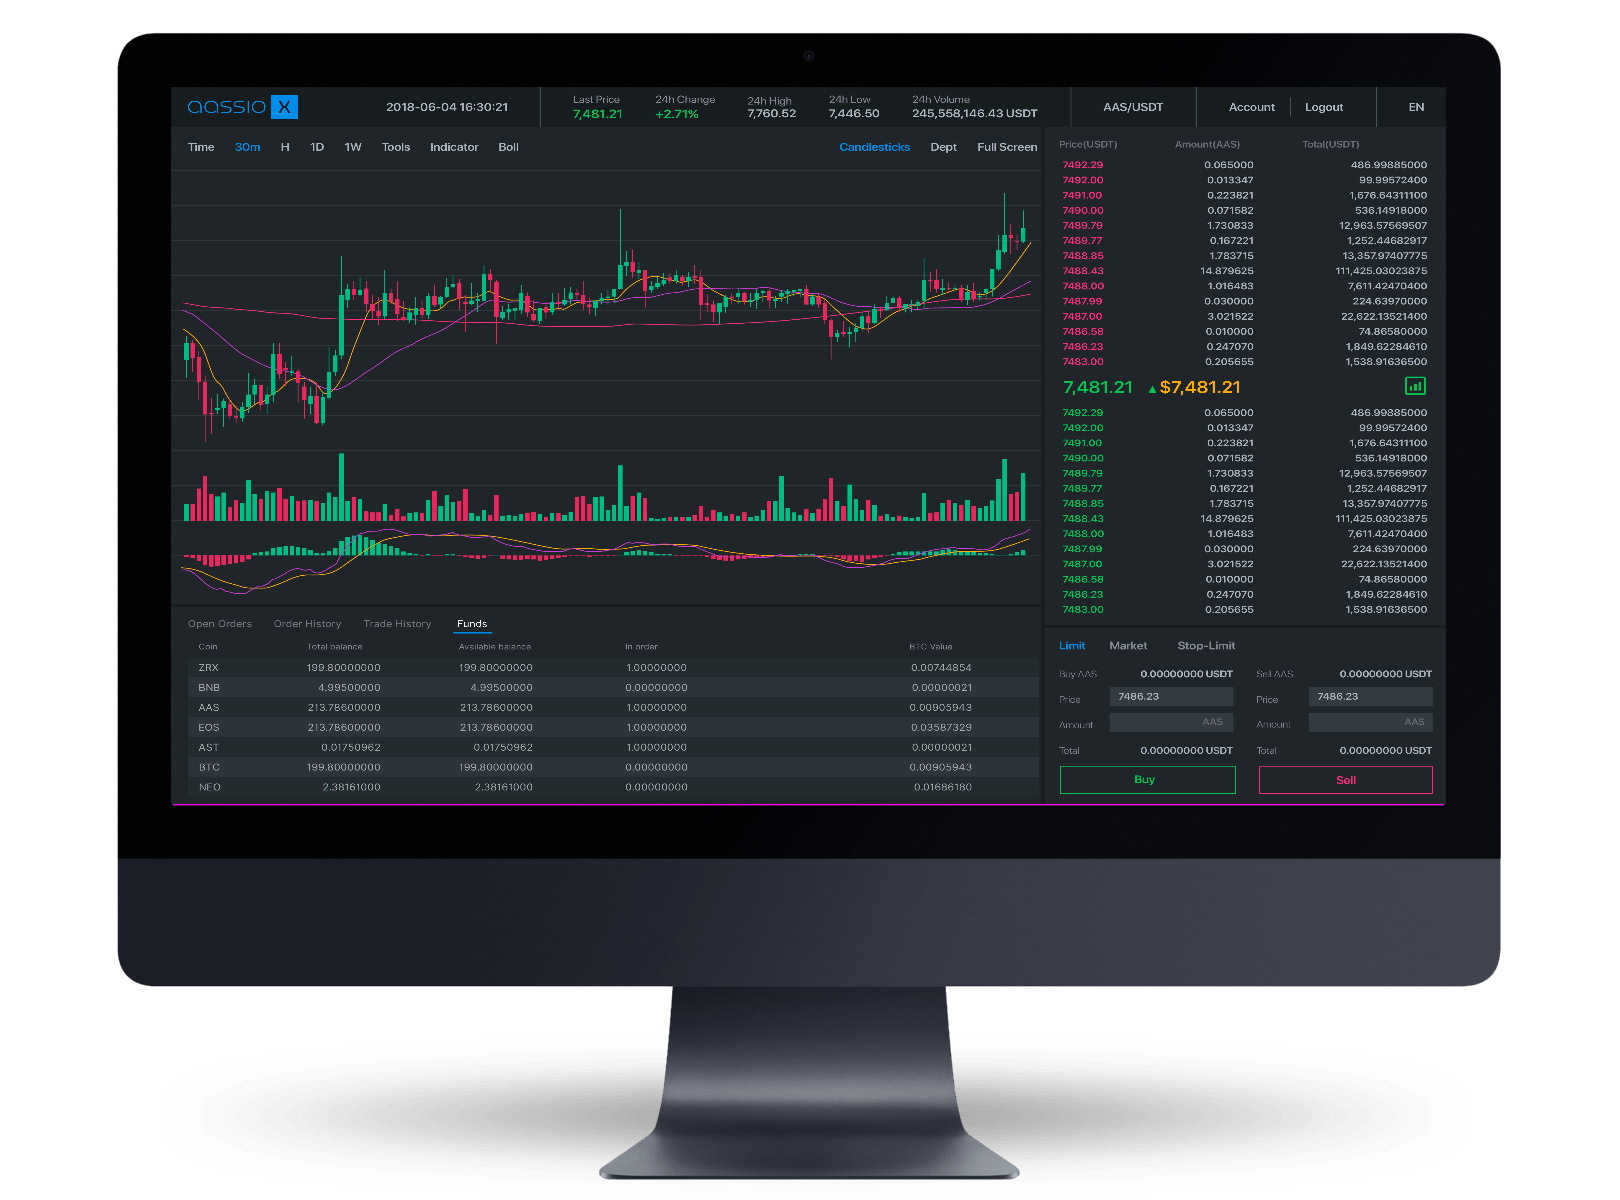 aassio X
2018-06-04 16:30:21
Last Price 24h Change 24h High 24h Low 24h Volume
7,481.21 +2.71% 7,760.52 7,446.50 245,558,146.43 USDT
AAS/USDT
Account Logout
EN
Time 30m H 1D 1W Tools Indicator Boll
Candlesticks Dept Full Screen
Price(USDT) Amount(AAS) Total(USDT)
7492.29 0.065000 486.99885000
7492.00 0.013347 99.99572400
7491.00 0.223821 1,676.64311100
7490.00 0.071582 536.14918000
7489.79 1.730833 12,963.57569507
7489.77 0.167221 1,252.44682917
7488.85 1.783715 13,357.97407775
7488.43 14.879625 111,425.03023875
7488.00 1.016483 7,611.42470400
7487.99 0.030000 224.63970000
7487.00 3.021522 22,622.13521400
7486.58 0.010000 74.86580000
7486.23 0.247070 1,849.62284610
7483.00 0.205655 1,538.91636500
7,481.21 ▲$7,481.21
7492.29 0.065000 486.99885000
7492.00 0.013347 99.99572400
7491.00 0.223821 1,676.64311100
7490.00 0.071582 536.14918000
7489.79 1.730833 12,963.57569507
7489.77 0.167221 1,252.44682917
7488.85 1.783715 13,357.97407775
7488.43 14.879625 111,425.03023875
7488.00 1.016483 7,611.42470400
7487.99 0.030000 224.63970000
7487.00 3.021522 22,622.13521400
7486.58 0.010000 74.86580000
7486.23 0.247070 1,849.62284610
7483.00 0.205655 1,538.91636500
Open Orders Order History Trade History Funds
Coin Total balance Available balance In order BTC Value
ZRX 199.80000000 199.80000000 1.00000000 0.00744854
BNB 4.99500000 4.99500000 0.00000000 0.00000021
AAS 213.78600000 213.78600000 1.00000000 0.00905943
EOS 213.78600000 213.78600000 1.00000000 0.03587329
AST 0.01750962 0.01750962 1.00000000 0.00000021
BTC 199.80000000 199.80000000 0.00000000 0.00905943
NEO 2.38161000 2.38161000 0.00000000 0.01686180
Limit Market Stop-Limit
Buy AAS 0.00000000 USDT Sell AAS 0.00000000 USDT
Price 7486.23 Price 7486.23
Amount AAS Amount AAS
Total 0.00000000 USDT Total 0.00000000 USDT
Buy Sell